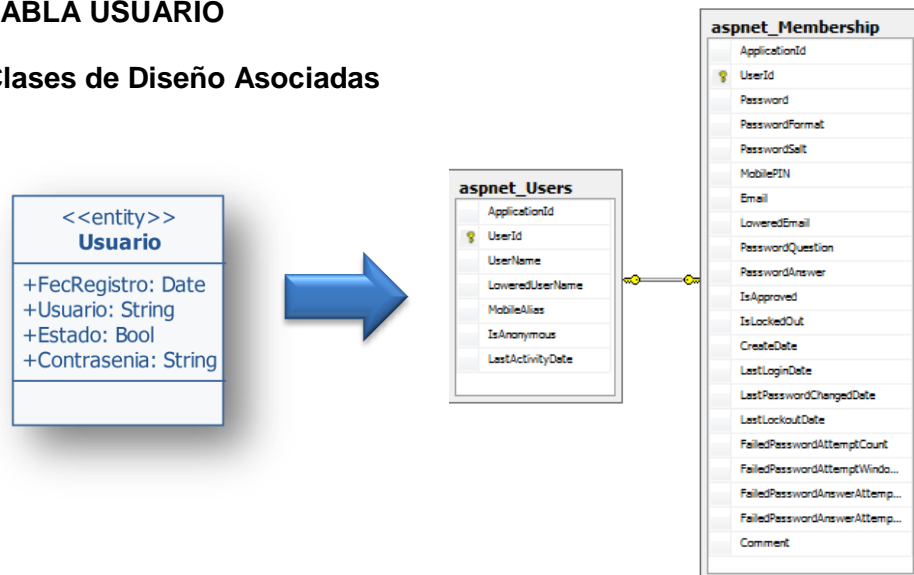 ABLA USUARIO
Clases de Diseño Asociadas
<<entity>>
Usuario
+FecRegistro: Date
+Usuario: String
+Estado: Bool
+Contrasenia: String
aspnet_Users
ApplicationId
UserId
UserName
LoweredUserName
MobileAlias
IsAnonymous
LastActivityDate
aspnet_Membership
ApplicationId
UserId
Password
PasswordFormat
PasswordSalt
MobilePIN
Email
LoweredEmail
PasswordQuestion
PasswordAnswer
IsApproved
IsLockedOut
CreateDate
LastLoginDate
LastPasswordChangedDate
LastLockoutDate
FailedPasswordAttemptCount
FailedPasswordAttemptWindo...
FailedPasswordAnswerAttemp...
FailedPasswordAnswerAttemp...
Comment